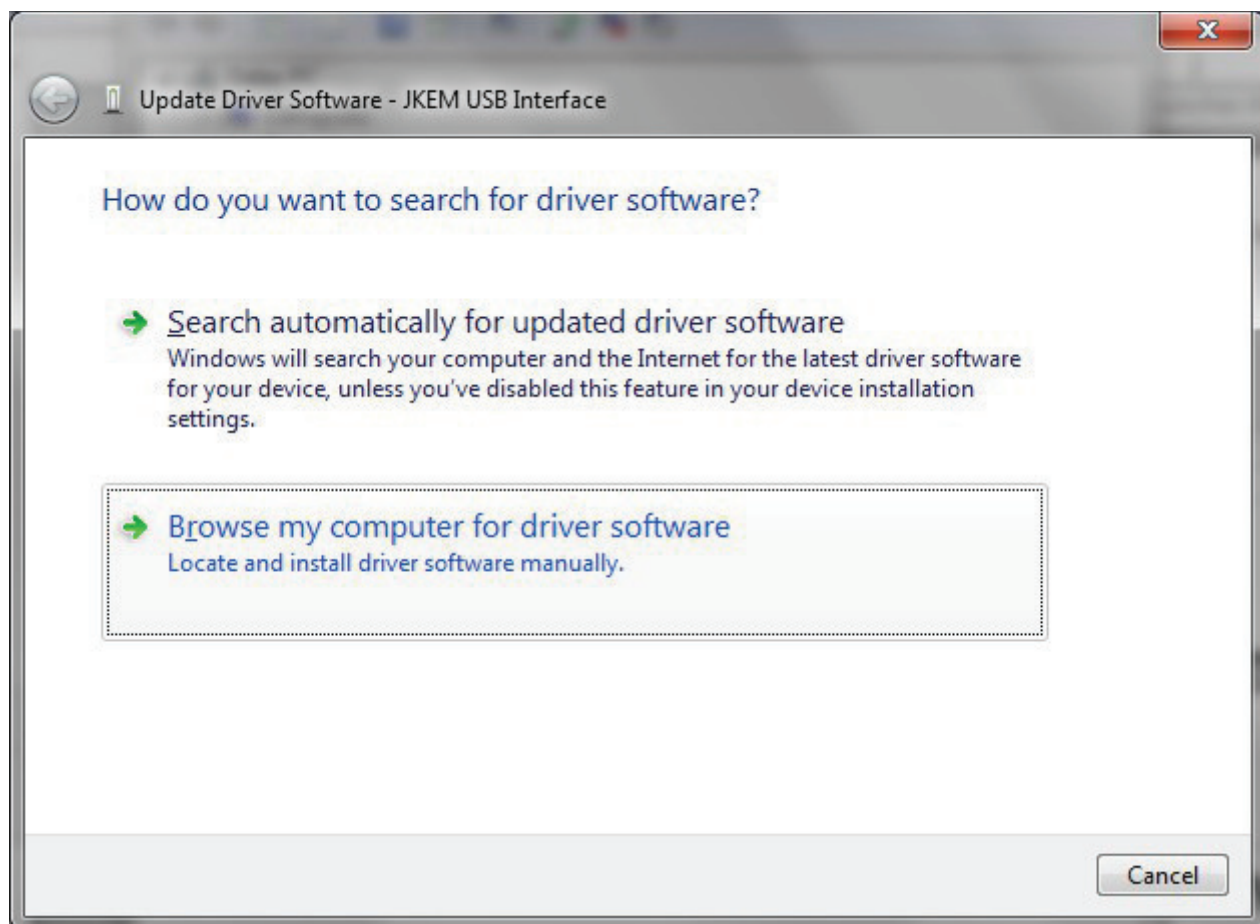 Update Driver Software - JKEM USB Interface
How do you want to search for driver software?
Search automatically for updated driver software
Windows will search your computer and the Internet for the latest driver software
for your device, unless you've disabled this feature in your device installation
settings.
Browse my computer for driver software
Locate and install driver software manually.
Cancel